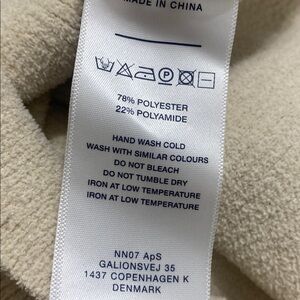 MADE IN CHINA
78% POLYESTER
22% POLYAMIDE
HAND WASH COLD
WASH WITH SIMILAR COLOURS
DO NOT BLEACH
DO NOT TUMBLE DRY
IRON AT LOW TEMPERATURE
IRON AT LOW TEMPERATURE
NN07 ApS
GALIONSVEJ 35
1437 COPENHAGEN K
DENMARK